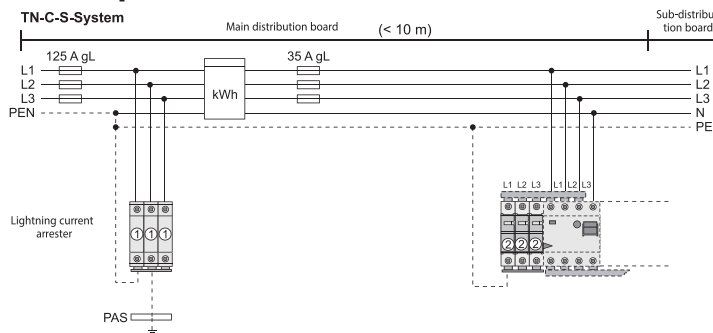 TN-C-S-System
Main distribution board
(< 10 m)
Sub-distribu
tion board
125 A gL
35 A gL
L1
L2
L3
PEN
kWh
L1
L2
L3
N
PE
L1 L2 L3 L1 L2 L3
Lightning current
arrester
1 1 1
2 2 2
PAS